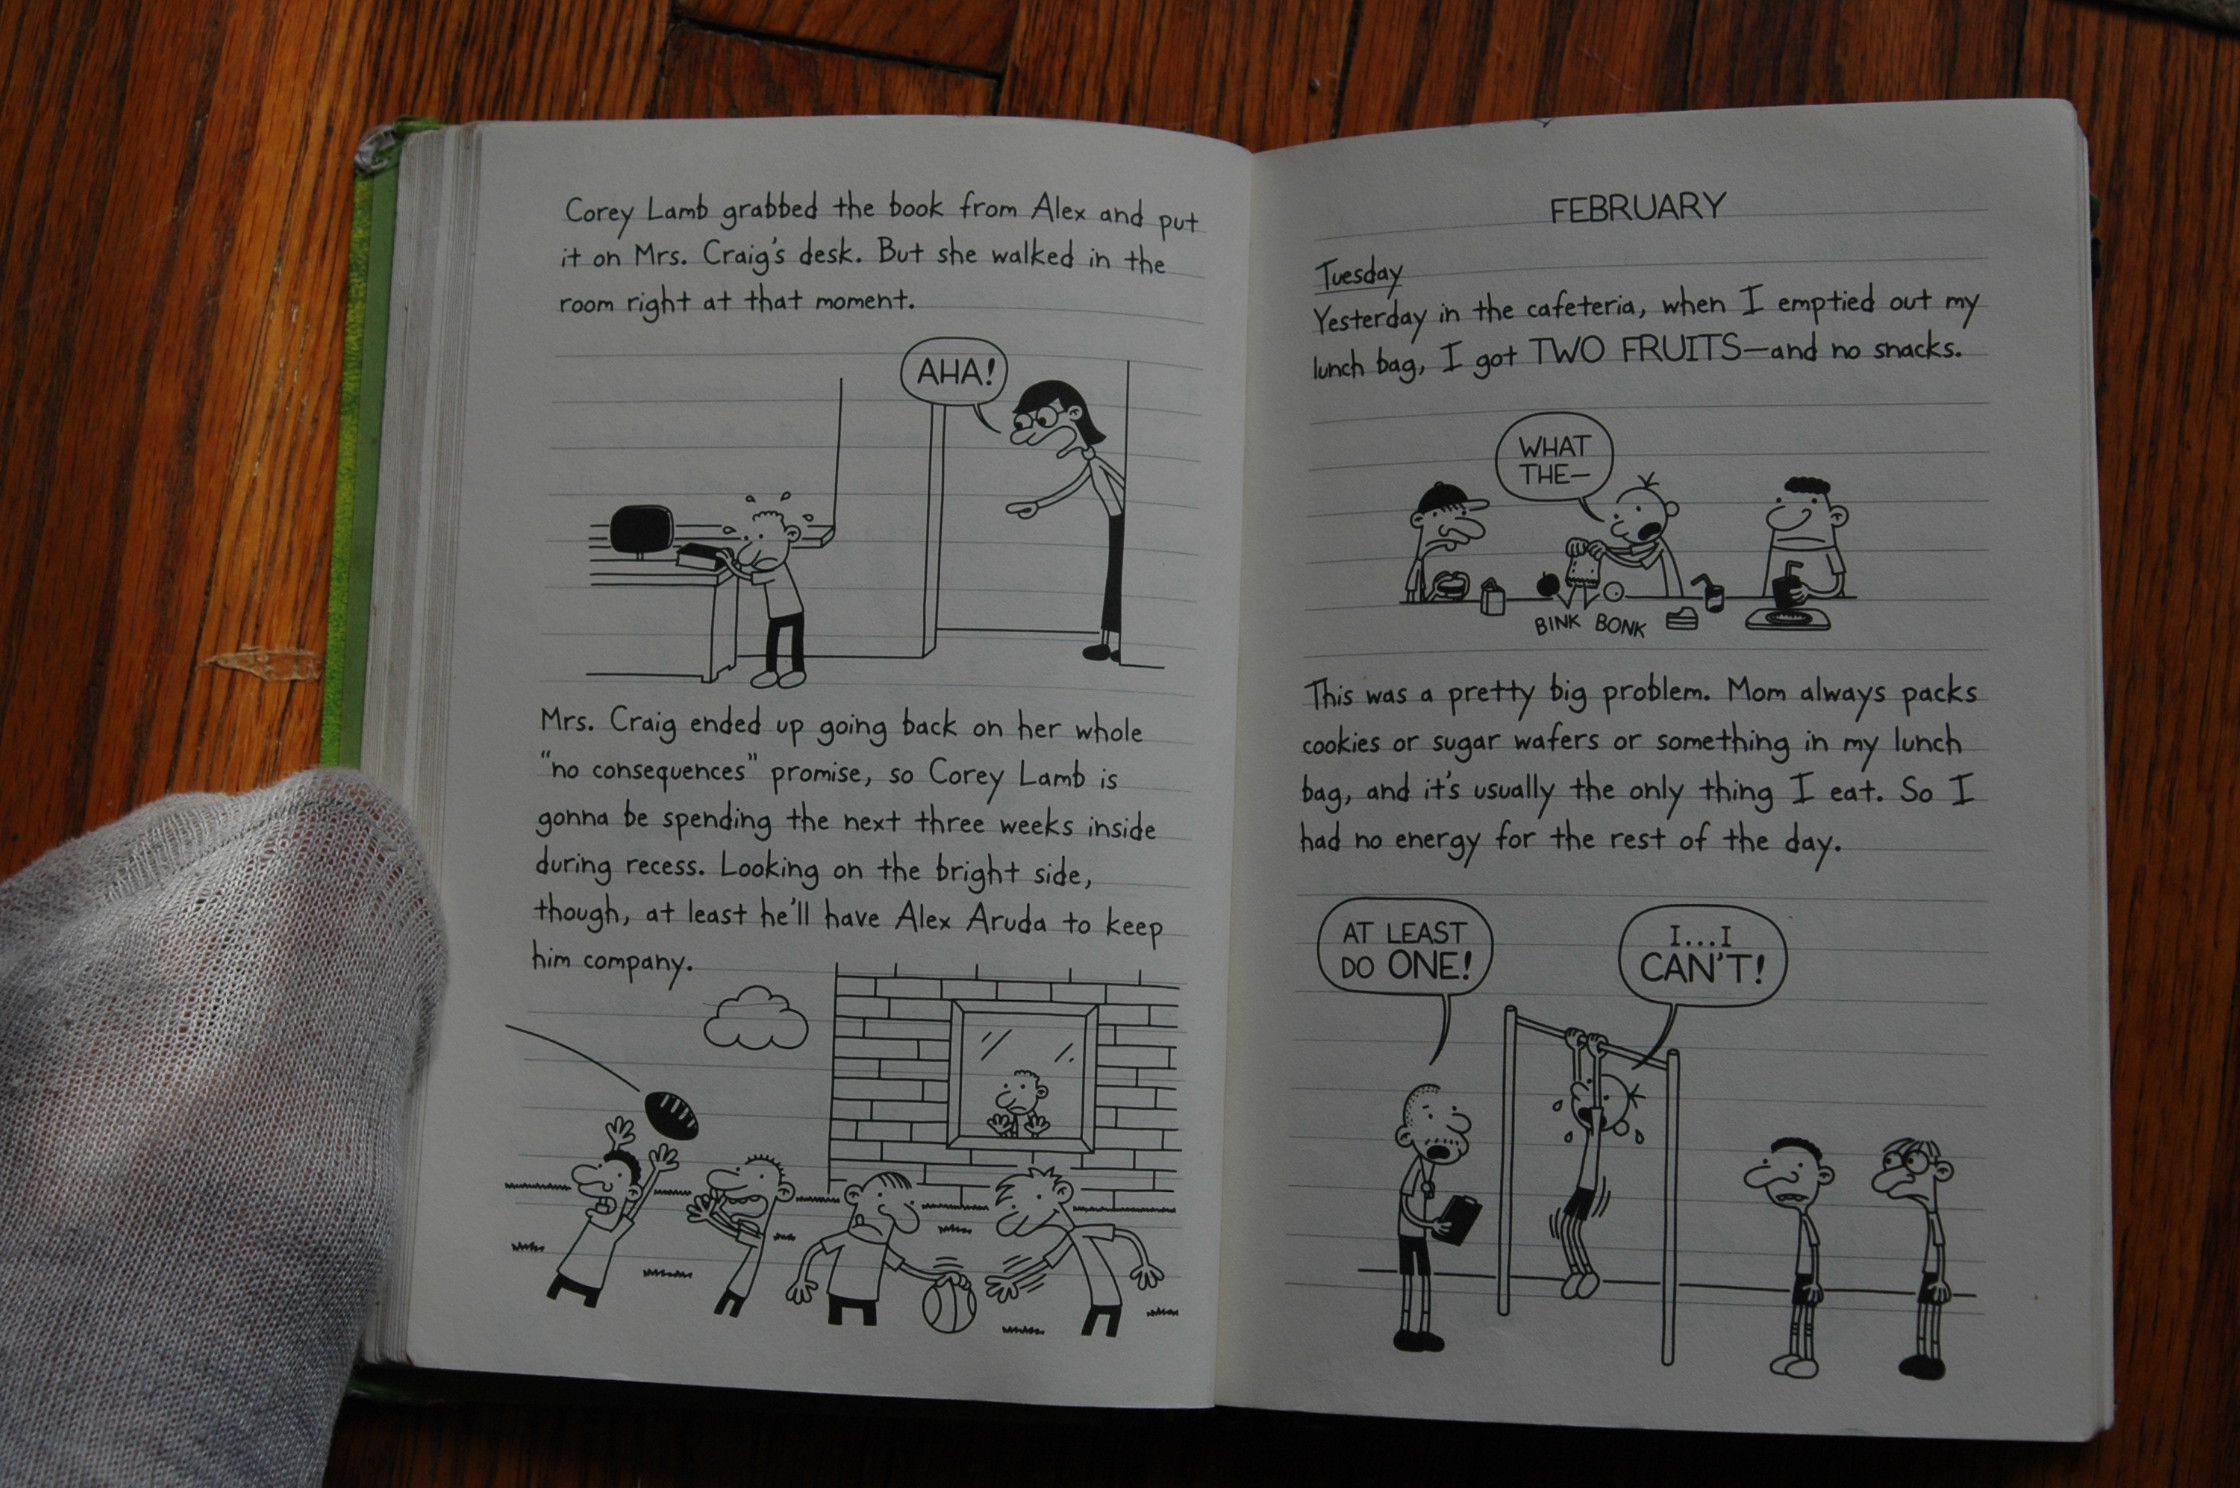 Corey Lamb grabbed the book from Alex and put
it on Mrs. Craig's desk. But she walked in the
room right at that moment.
AHA!
Mrs. Craig ended up going back on her whole
"no consequences" promise, so Corey Lamb is
gonna be spending the next three weeks inside
during recess. Looking on the bright side,
though, at least he'll have Alex Aruda to keep
him company.
FEBRUARY
Tuesday
Yesterday in the cafeteria, when I emptied out my
lunch bag, I got TWO FRUITS—and no snacks.
WHAT
THE—
BINK BONK
This was a pretty big problem. Mom always packs
cookies or sugar wafers or something in my lunch
bag, and it's usually the only thing I eat. So I
had no energy for the rest of the day.
AT LEAST
DO ONE!
I....I
CAN'T!